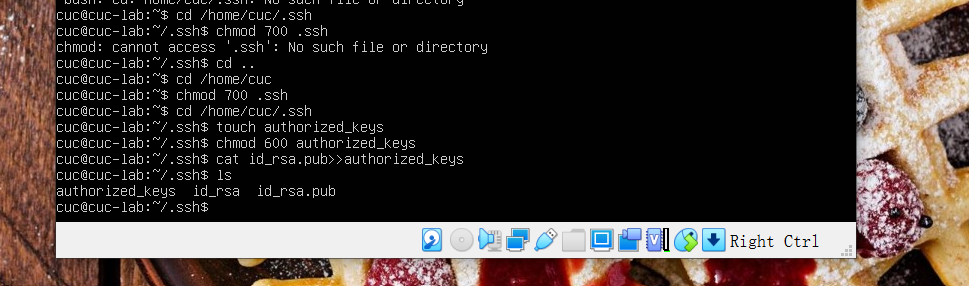 bash: cd: home/cuc/.ssh: No such file or directory
cuc@cuc-lab:~$ cd /home/cuc/.ssh
cuc@cuc-lab:~/.ssh$ chmod 700 .ssh
chmod: cannot access '.ssh': No such file or directory
cuc@cuc-lab:~/.ssh$ cd ..
cuc@cuc-lab:~$ cd /home/cuc
cuc@cuc-lab:~$ chmod 700 .ssh
cuc@cuc-lab:~$ cd /home/cuc/.ssh
cuc@cuc-lab:~/.ssh$ touch authorized_keys
cuc@cuc-lab:~/.ssh$ chmod 600 authorized_keys
cuc@cuc-lab:~/.ssh$ cat id_rsa.pub>>authorized_keys
cuc@cuc-lab:~/.ssh$ ls
authorized_keys  id_rsa  id_rsa.pub
cuc@cuc-lab:~/.ssh$
Right Ctrl